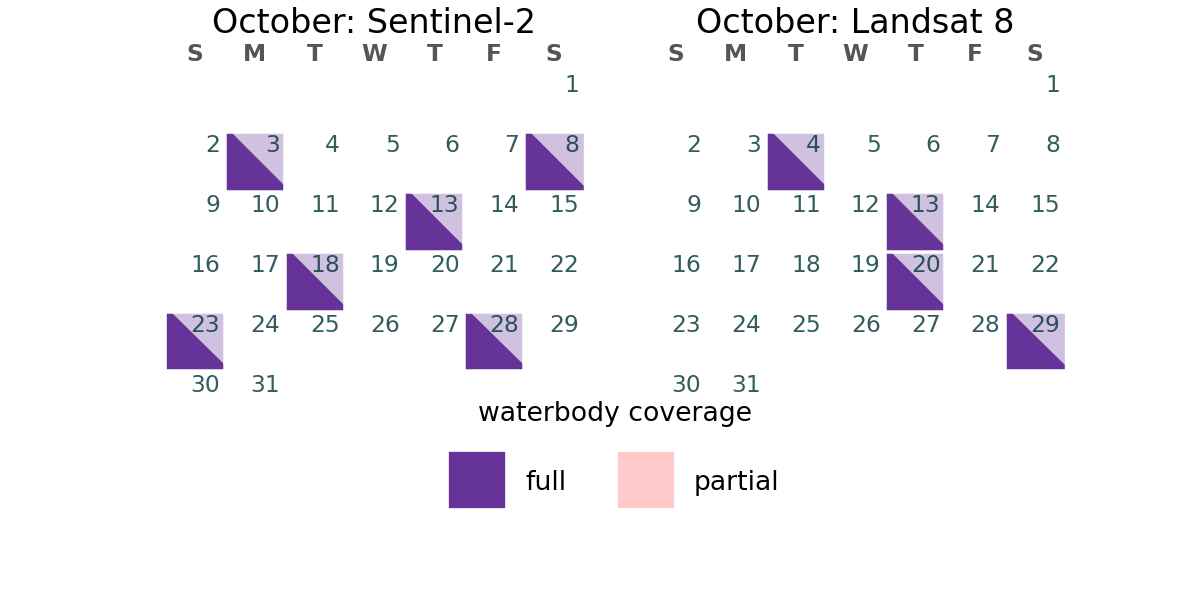 October: Sentinel-2
S M T W T F S
1
2 3 4 5 6 7 8
9 10 11 12 13 14 15
16 17 18 19 20 21 22
23 24 25 26 27 28 29
30 31
October: Landsat 8
S M T W T F S
1
2 3 4 5 6 7 8
9 10 11 12 13 14 15
16 17 18 19 20 21 22
23 24 25 26 27 28 29
30 31
waterbody coverage
full partial